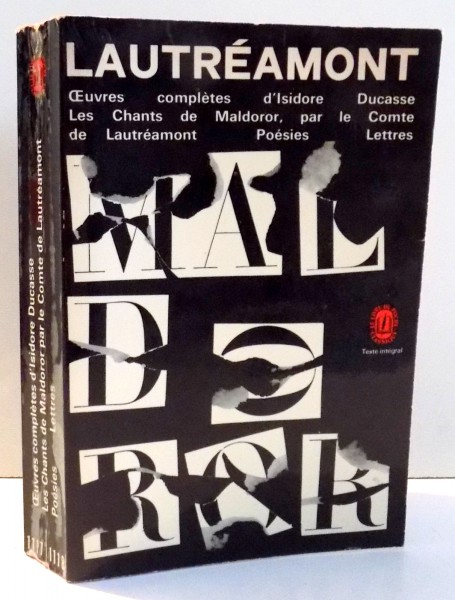 LAUTRÉAMONT
Œuvres complètes d'Isidore Ducasse
Les Chants de Maldoror, par le Comte
de Lautréamont Poésies Lettres
MAL
DO
ROR
Texte intégral
Œuvres complètes d'Isidore Ducasse
Les Chants de Maldoror par le Comte de Lautréamont
Poésies Lettres